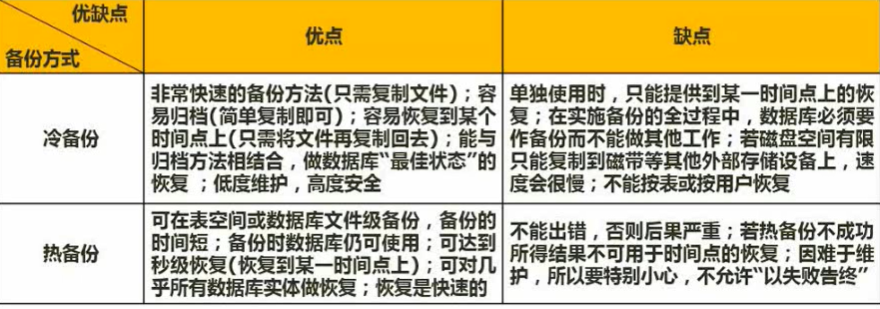 优缺点
备份方式
优点
缺点
冷备份
非常快速的备份方法(只需复制文件)；容
易归档(简单复制即可)；容易恢复到某个
时间点上(只需将文件再复制回去)；能与
归档方法相结合，做数据库“最佳状态”的
恢复 ；低度维护，高度安全
单独使用时，只能提供到某一时间点上的恢
复；在实施备份的全过程中，数据库必须要
作备份而不能做其他工作；若磁盘空间有限
只能复制到磁带等其他外部存储设备上，速
度会很慢；不能按表或按用户恢复
热备份
可在表空间或数据库文件级备份，备份的
时间短；备份时数据库仍可使用；可达到
秒级恢复(恢复到某一时间点上)；可对几
乎所有数据库实体做恢复；恢复是快速的
不能出错，否则后果严重；若热备份不成功
所得结果不可用于时间点的恢复；因难于维
护，所以要特别小心，不允许“以失败告终”